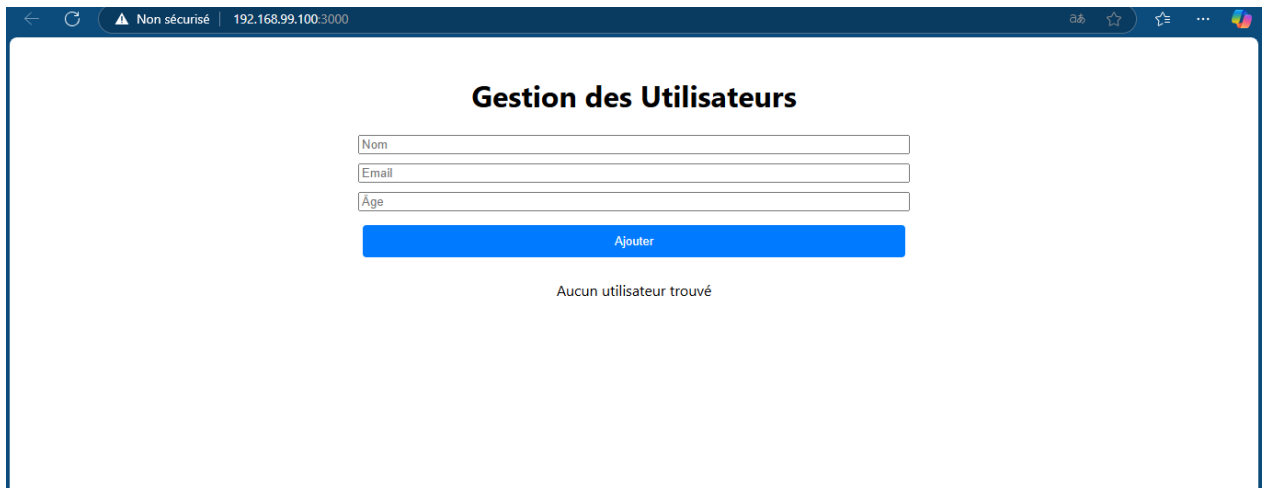 Non sécurisé 192.168.99.100:3000
Gestion des Utilisateurs
Nom
Email
Âge
Ajouter
Aucun utilisateur trouvé